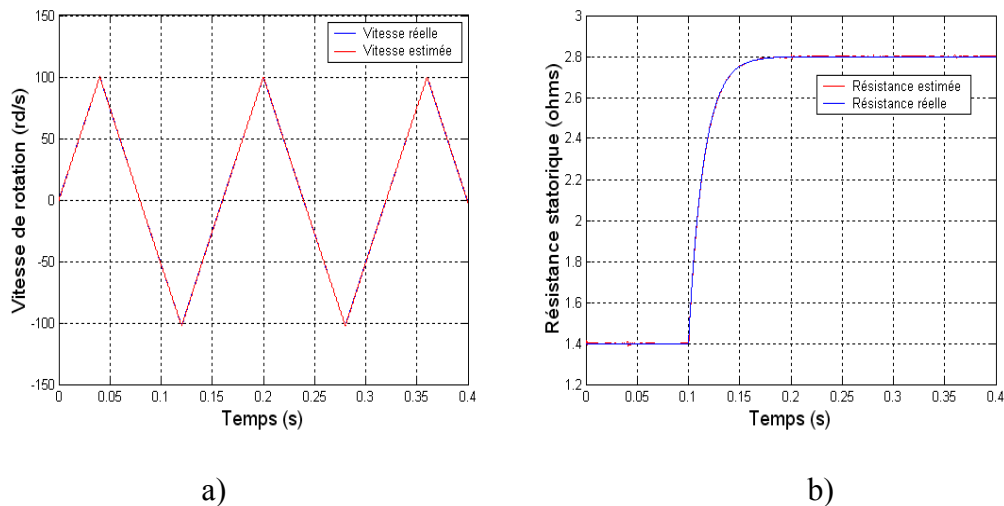 150
100
50
0
-50
-100
-150
Vitesse de rotation (rd/s)
Vitesse réelle
Vitesse estimée
0 0.05 0.1 0.15 0.2 0.25 0.3 0.35 0.4
Temps (s)
a)
3
2.8
2.6
2.4
2.2
2
1.8
1.6
1.4
1.2
Résistance statorique (ohms)
Résistance estimée
Résistance réelle
0 0.05 0.1 0.15 0.2 0.25 0.3 0.35 0.4
Temps (s)
b)